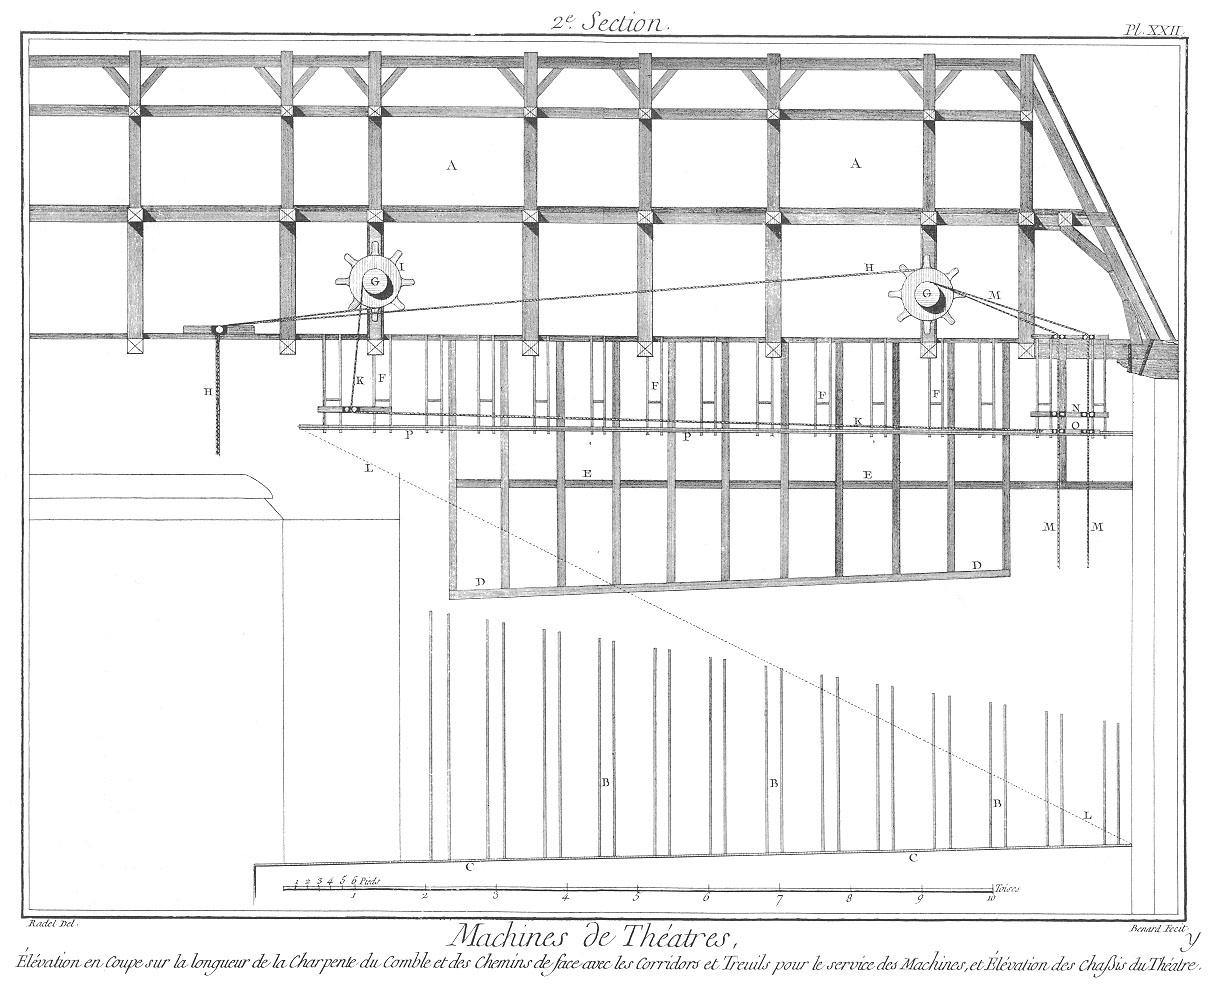 2e. Section.
Pl. XXII.
A
A
I
G
H
G
M
H
K
F
F
F
F
N
O
K
P
P
L
E
E
M
M
D
D
B
B
B
L
C
C
1 2 3 4 5 6 Pieds
1 2 3 4 5 6 7 8 9 10 Toises
Radel Del.
Benard Fecit
y
Machines de Théatres,
Élévation en Coupe sur la longueur de la Charpente du Comble et des Chemins de face avec les Corridors et Treuils pour le service des Machines, et Élévation des Chaßis du Théatre.